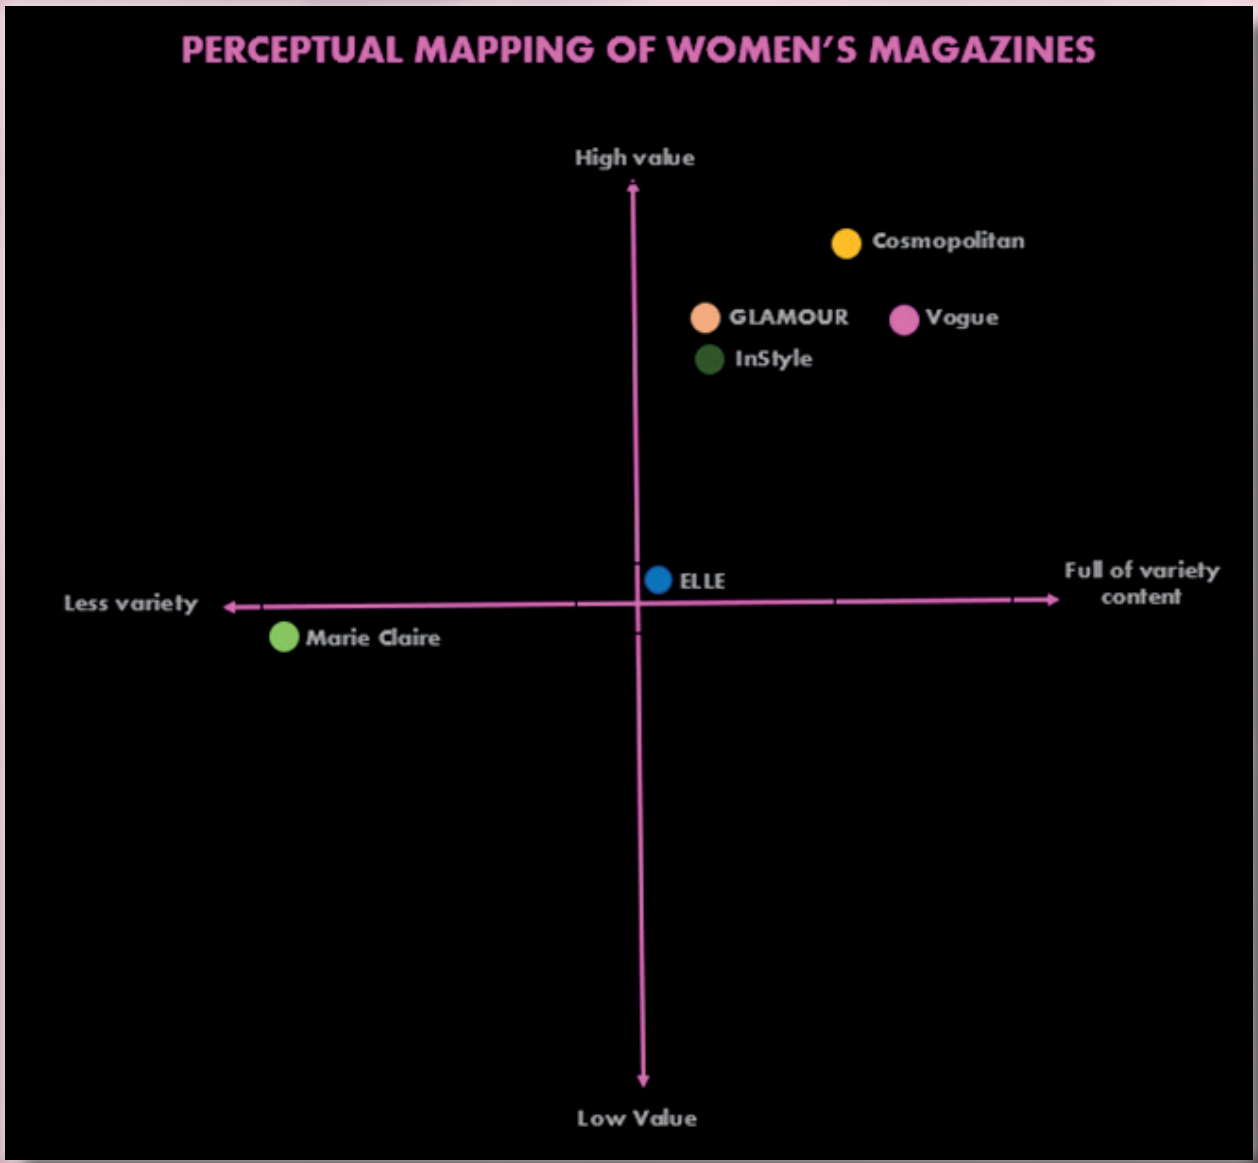 PERCEPTUAL MAPPING OF WOMEN’S MAGAZINES
High value
Cosmopolitan
GLAMOUR
Vogue
InStyle
ELLE
Full of variety
content
Less variety
Marie Claire
Low Value